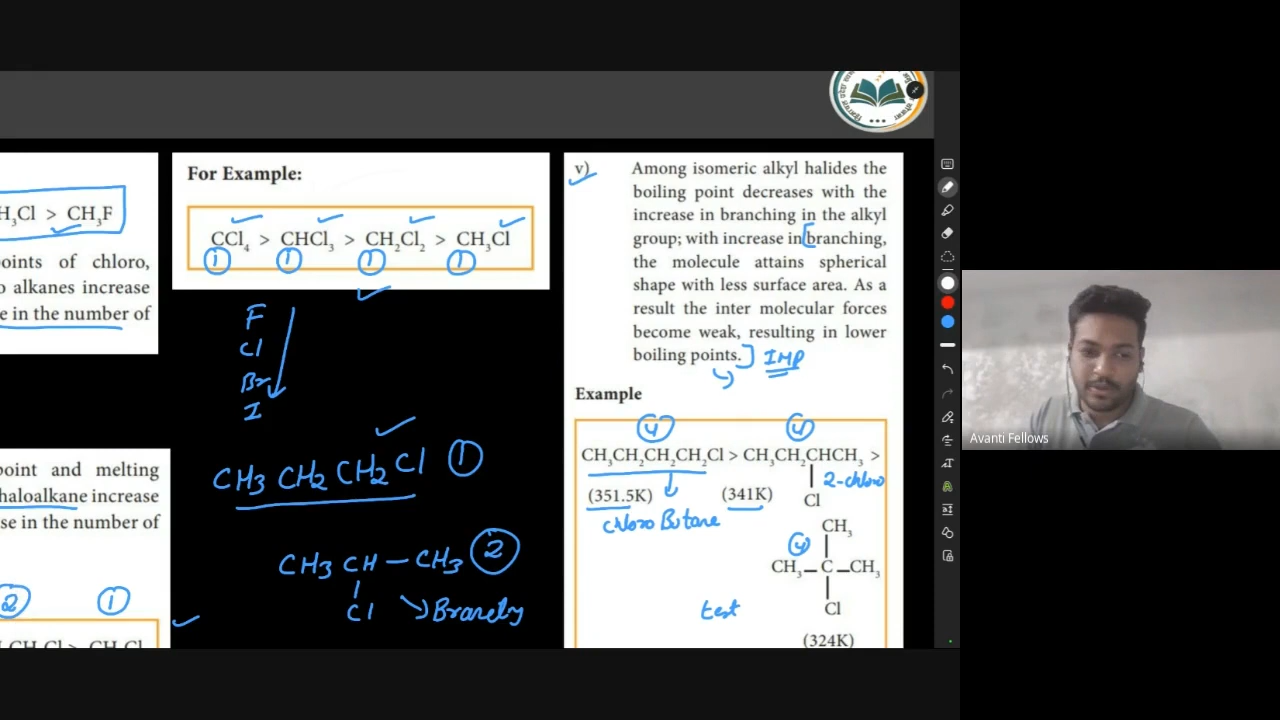 H₃Cl > CH₃F
oints of chloro,
o alkanes increase
e in the number of
oint and melting
haloalkane increase
se in the number of
2 1
For Example:
CCl₄ > CHCl₃ > CH₂Cl₂ > CH₃Cl
1 1 1 1
F
Cl
Br
I
CH3 CH2 CH2 Cl 1
CH3 CH — CH3 2
Cl
v) Among isomeric alkyl halides the
boiling point decreases with the
increase in branching in the alkyl
group; with increase in branching,
the molecule attains spherical
shape with less surface area. As a
result the inter molecular forces
become weak, resulting in lower
boiling points. IMP
Example
4 4
CH₃CH₂CH₂CH₂Cl > CH₃CH₂CHCH₃ >
2-chloro
(351.5K) (341K) Cl
chloro Butane
CH₃
4
CH₃–C–CH₃
test Cl
(324K)
Avanti Fellows